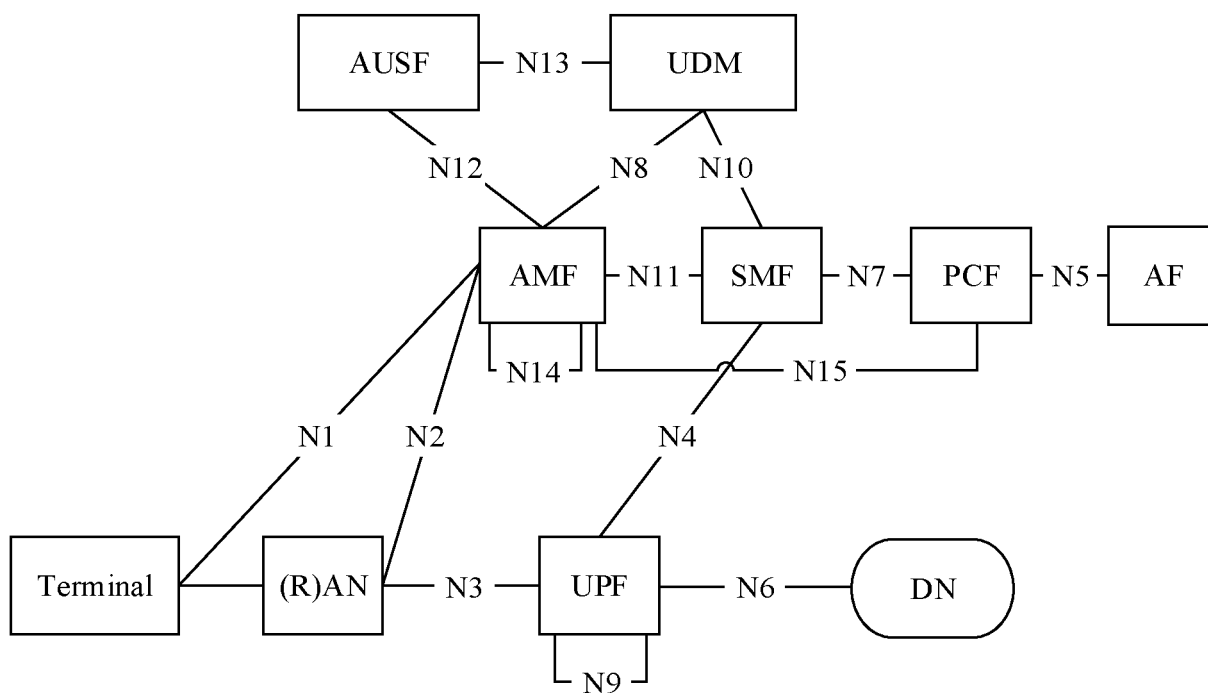 AUSF N13 UDM
N12 N8 N10
AMF N11 SMF N7 PCF N5 AF
N14 N15
N1 N2 N4
Terminal (R)AN N3 UPF N6 DN
N9